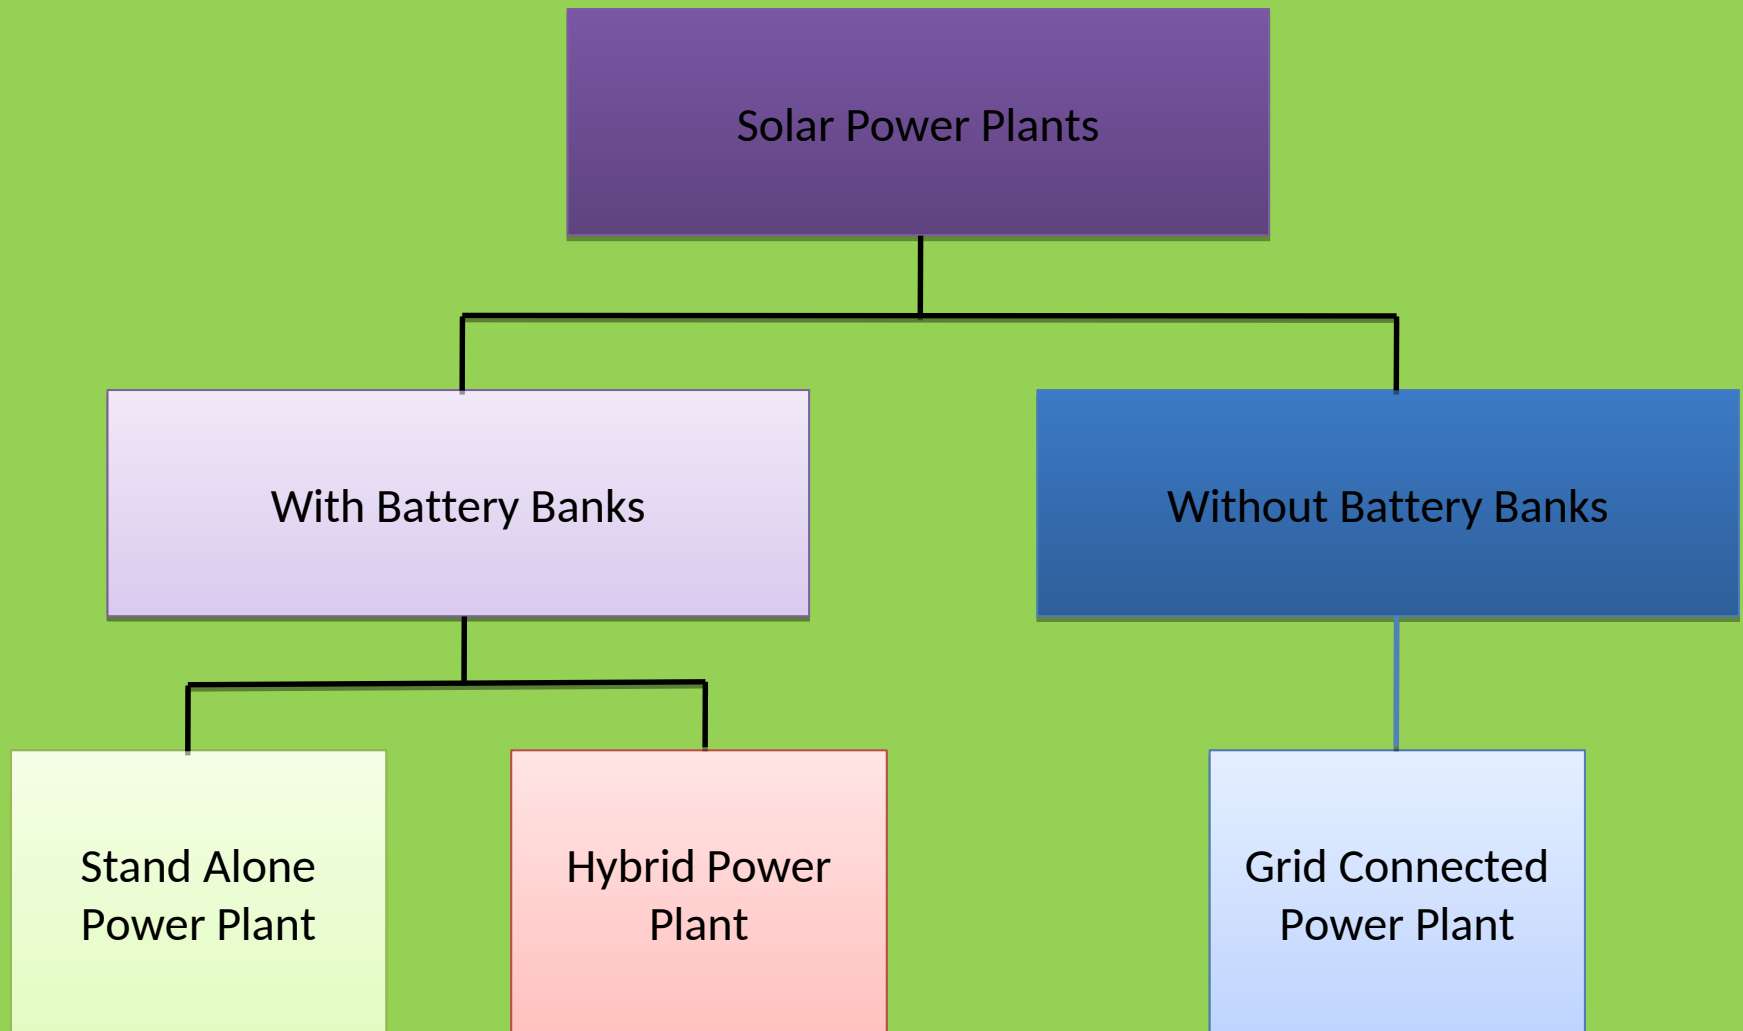 Solar Power Plants
With Battery Banks
Without Battery Banks
Stand Alone
Power Plant
Hybrid Power
Plant
Grid Connected
Power Plant